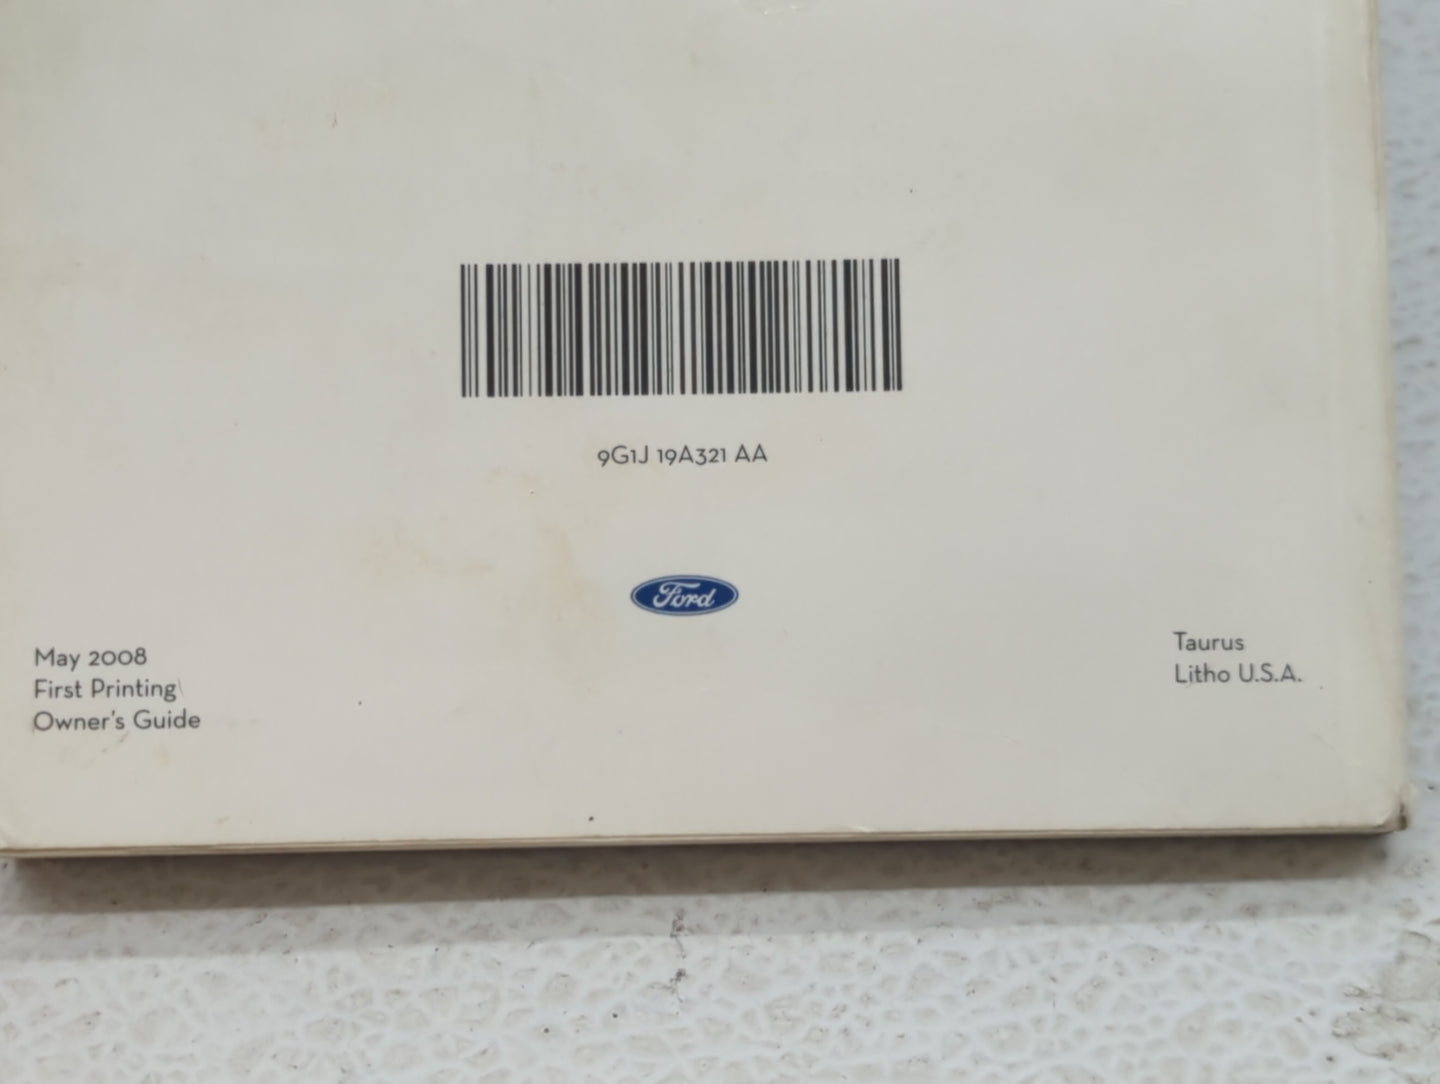 9G1J 19A321 AA
Ford
May 2008
First Printing
Owner's Guide
Taurus
Litho U.S.A.